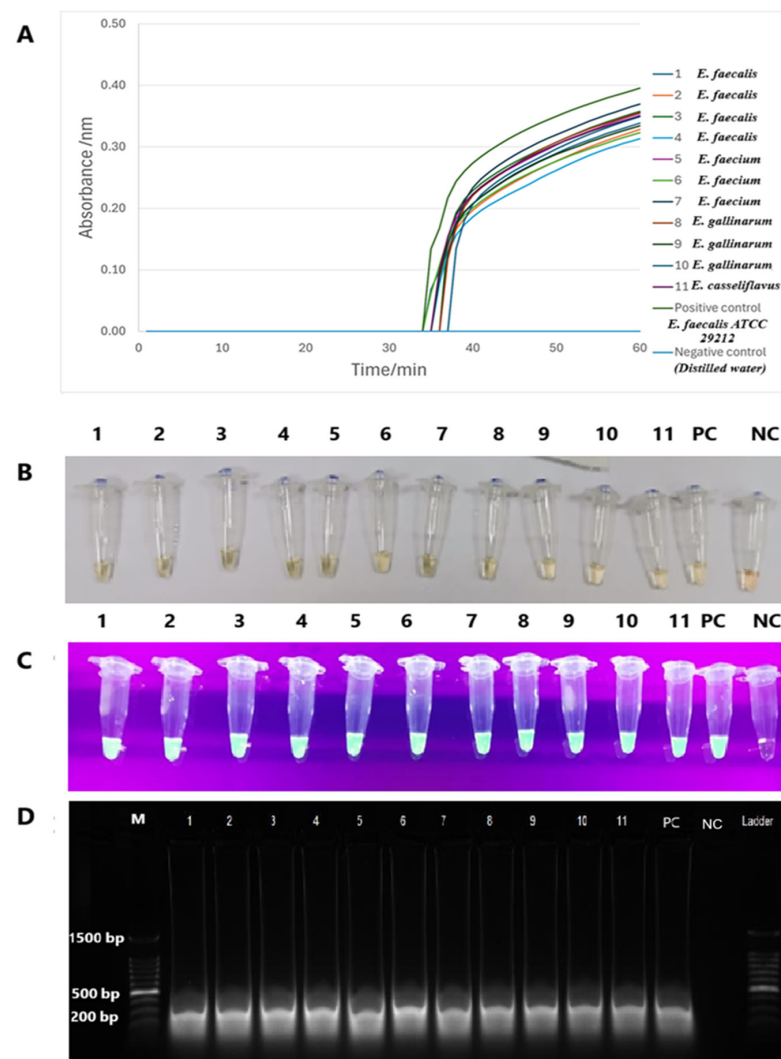 A
0.50
0.40
0.30
0.20
0.10
0.00
Absorbance /nm
0 10 20 30 40 50 60
Time/min
1 E. faecalis
2 E. faecalis
3 E. faecalis
4 E. faecalis
5 E. faecium
6 E. faecium
7 E. faecium
8 E. gallinarum
9 E. gallinarum
10 E. gallinarum
11 E. casseliflavus
Positive control
E. faecalis ATCC
29212
Negative control
(Distilled water)
1 2 3 4 5 6 7 8 9 10 11 PC NC
B
1 2 3 4 5 6 7 8 9 10 11 PC NC
C
D
M 1 2 3 4 5 6 7 8 9 10 11 PC NC Ladder
1500 bp
500 bp
200 bp